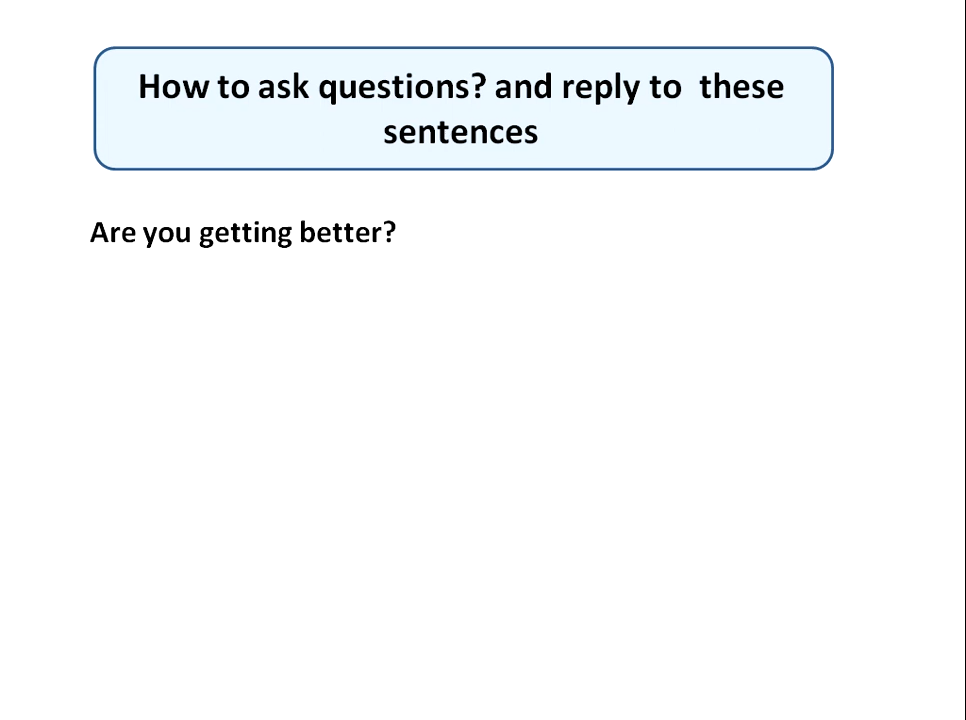 How to ask questions? and reply to  these
sentences
Are you getting better?